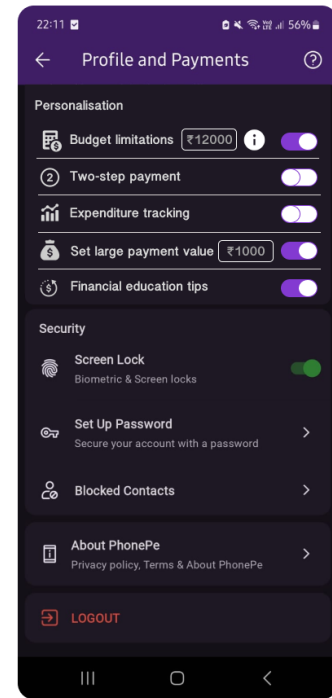 22:11 56%
Profile and Payments
Personalisation
Budget limitations ₹12000 i
2 Two-step payment
Expenditure tracking
$ Set large payment value ₹1000
$ Financial education tips
Security
Screen Lock
Biometric & Screen locks
Set Up Password
Secure your account with a password
Blocked Contacts
About PhonePe
Privacy policy, Terms & About PhonePe
LOGOUT